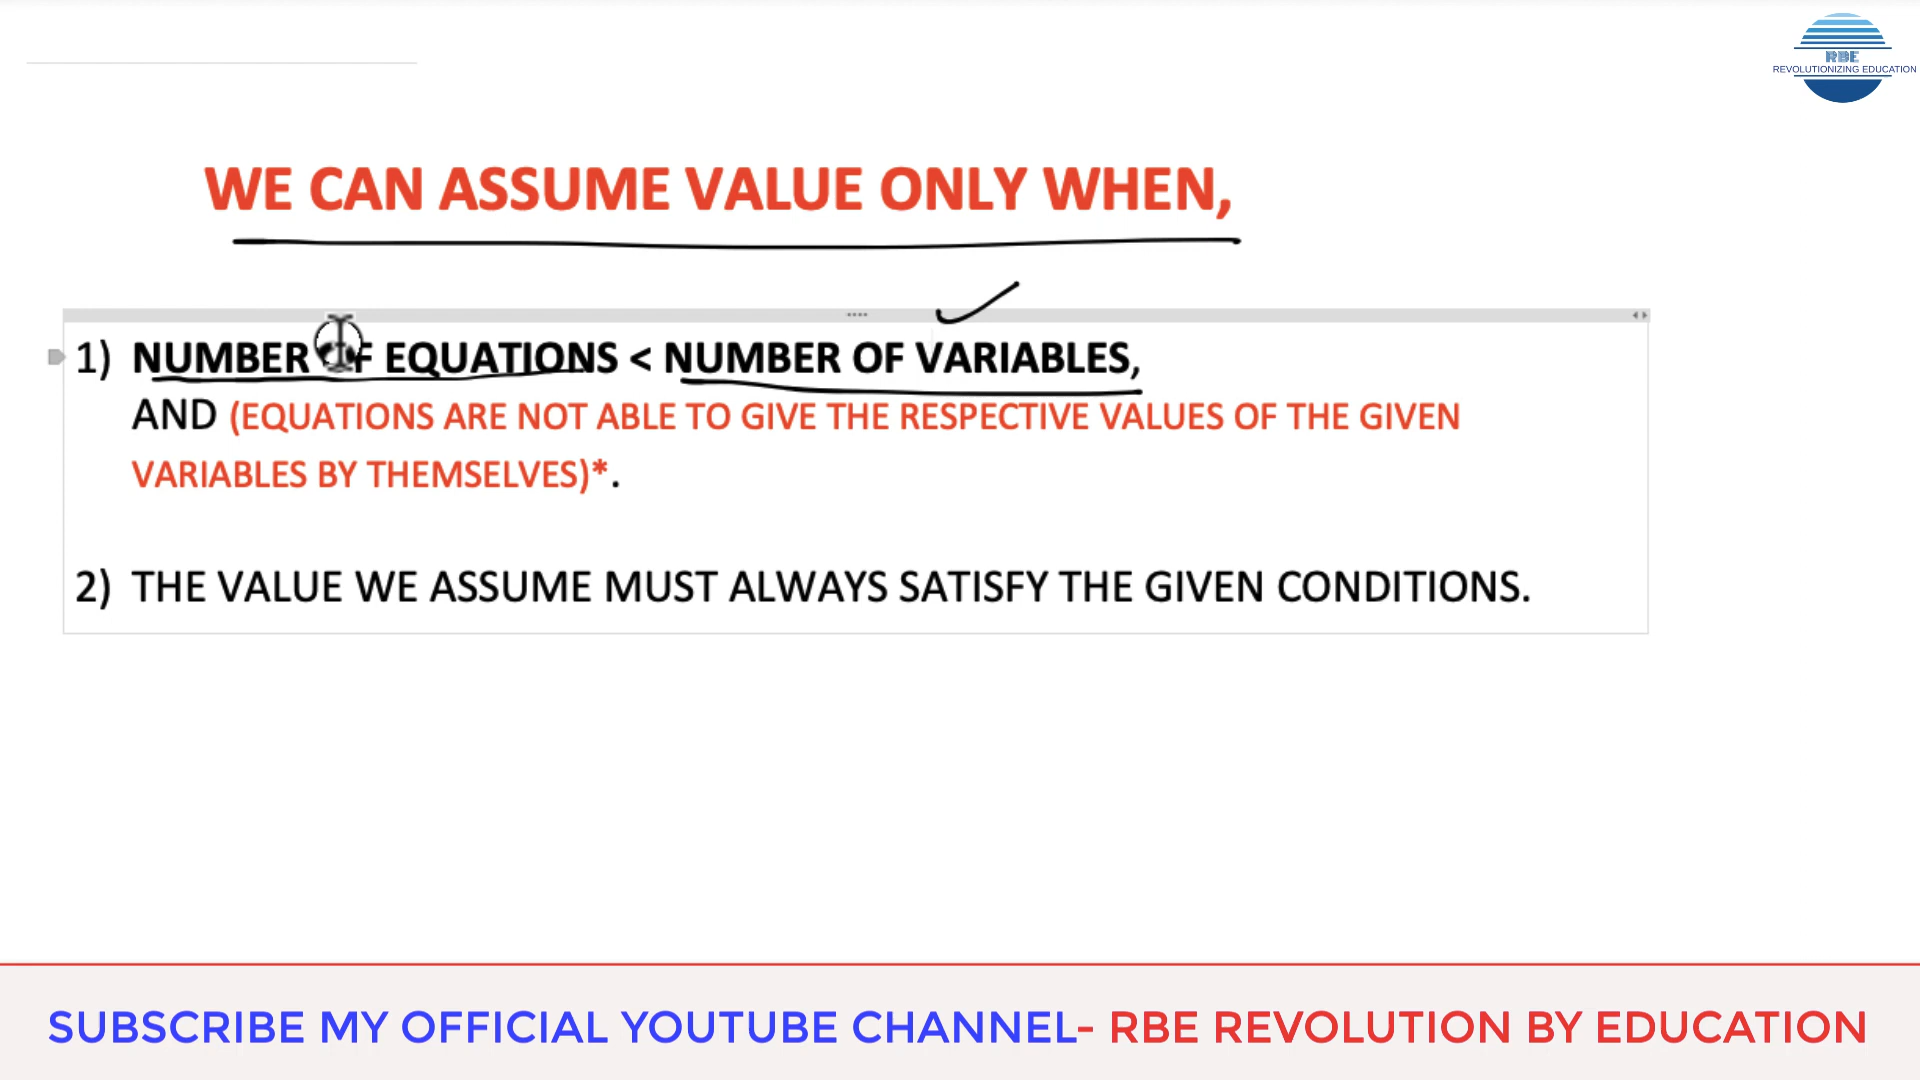 RBE
REVOLUTIONIZING EDUCATION
WE CAN ASSUME VALUE ONLY WHEN,
1) NUMBER OF EQUATIONS < NUMBER OF VARIABLES,
AND (EQUATIONS ARE NOT ABLE TO GIVE THE RESPECTIVE VALUES OF THE GIVEN
VARIABLES BY THEMSELVES)*.
2) THE VALUE WE ASSUME MUST ALWAYS SATISFY THE GIVEN CONDITIONS.
SUBSCRIBE MY OFFICIAL YOUTUBE CHANNEL- RBE REVOLUTION BY EDUCATION